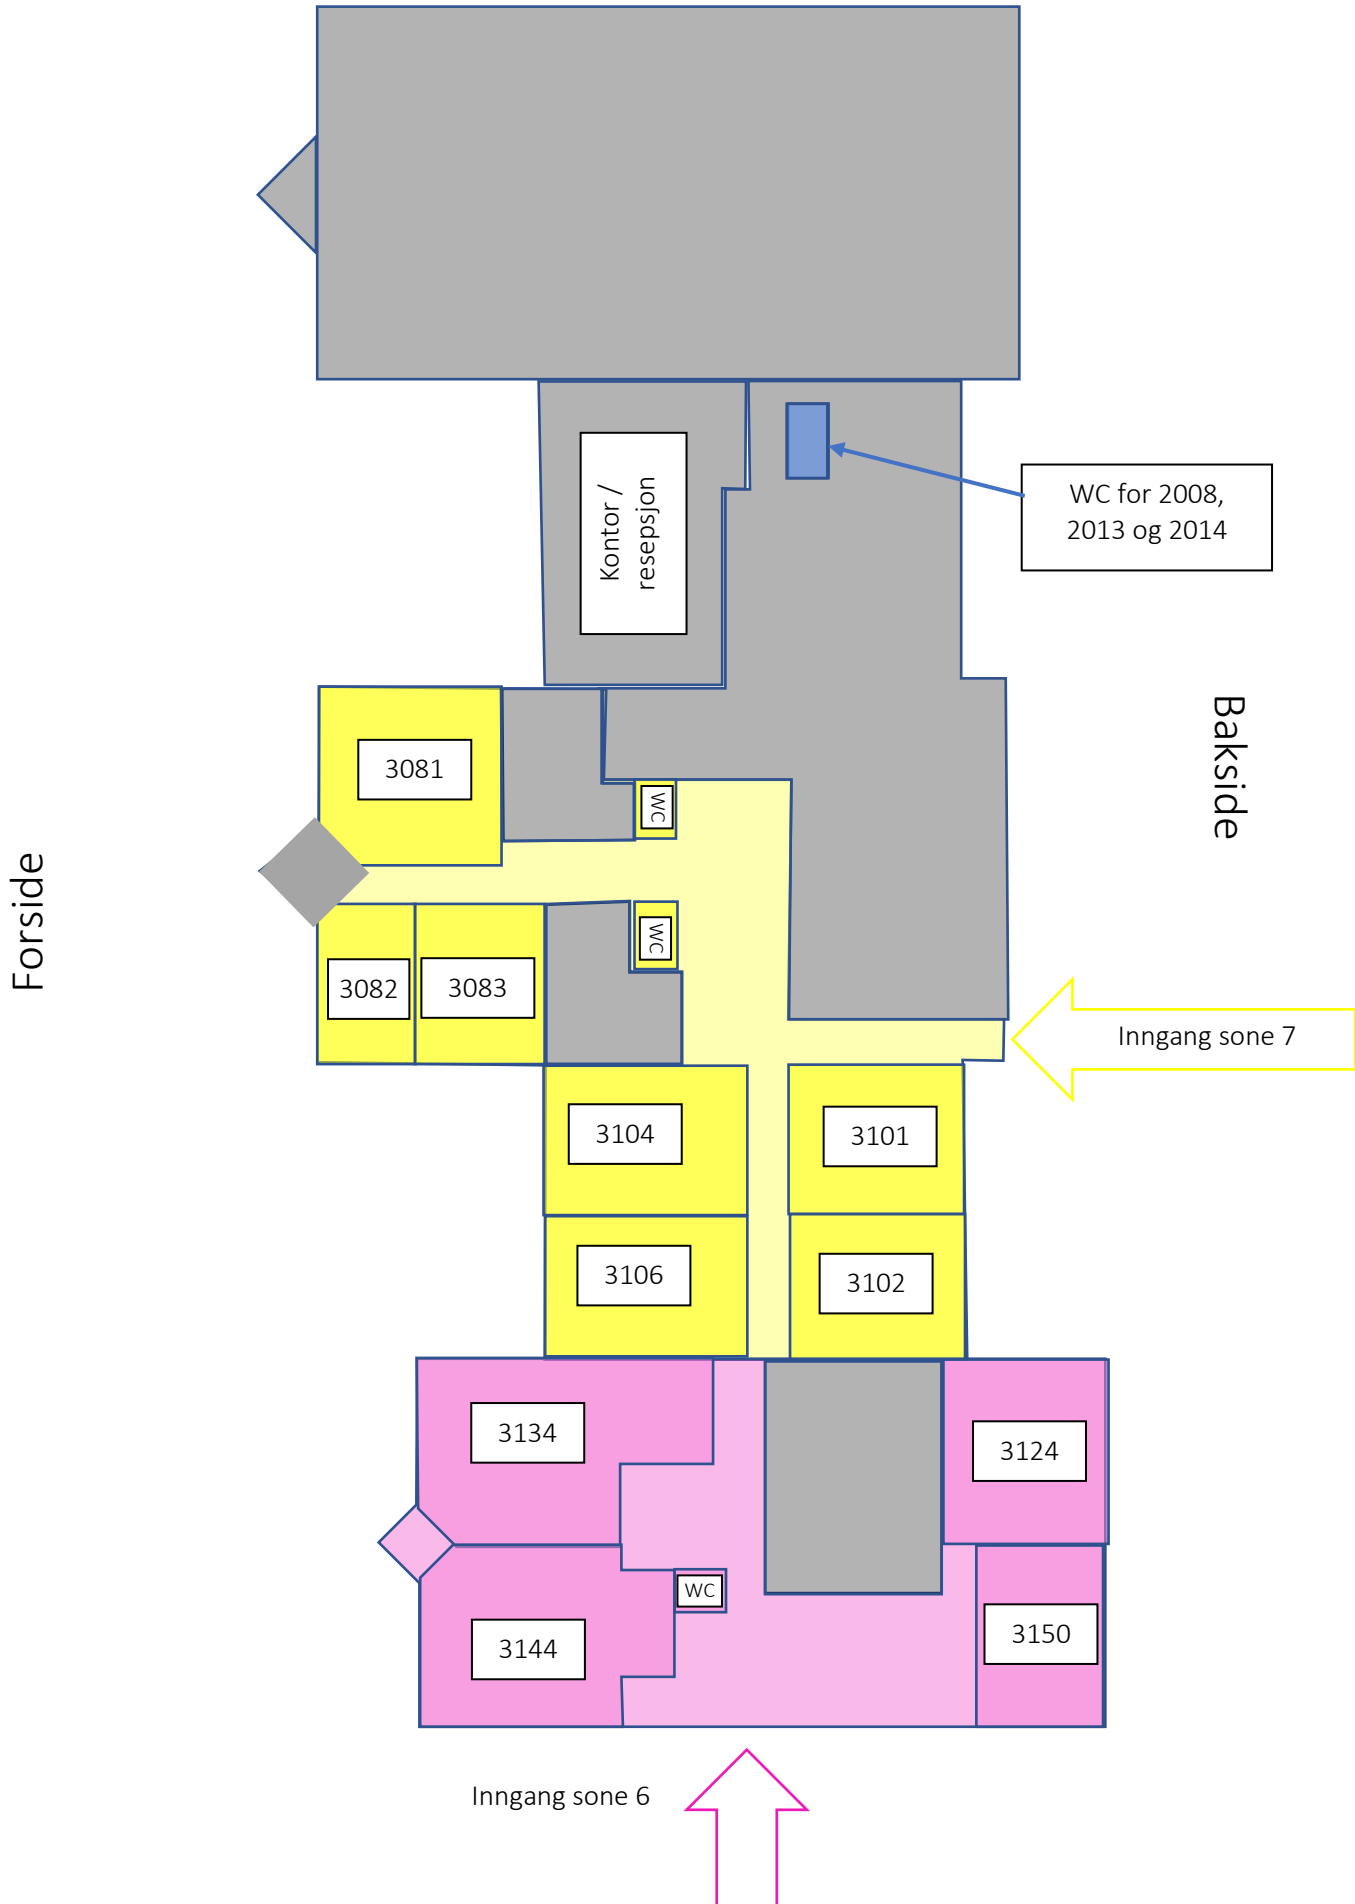 Kontor /
resepsjon
WC for 2008,
2013 og 2014
Bakside
3081
WC
Forside
WC
3082
3083
Inngang sone 7
3104
3101
3106
3102
3134
3124
WC
3144
3150
Inngang sone 6